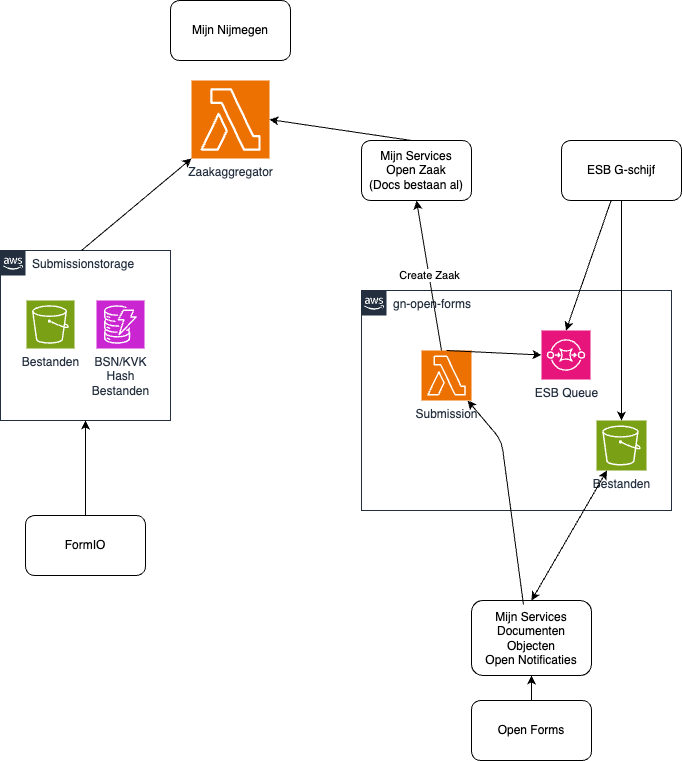 Mijn Nijmegen
Zaakaggregator
Mijn Services
Open Zaak
(Docs bestaan al)
ESB G-schijf
aws
Submissionstorage
Create Zaak
aws
gn-open-forms
Bestanden
BSN/KVK
Hash
Bestanden
ESB Queue
Submission
Bestanden
FormIO
Mijn Services
Documenten
Objecten
Open Notificaties
Open Forms